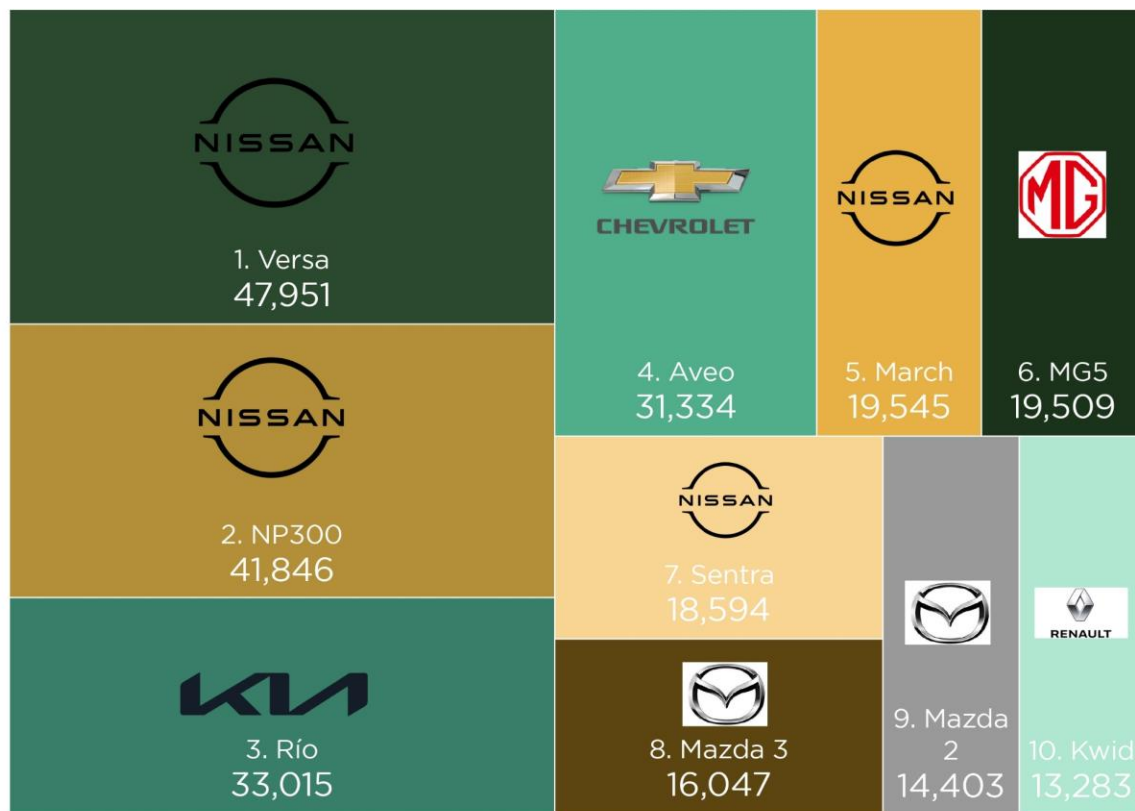 NISSAN
1. Versa
47,951
NISSAN
2. NP300
41,846
KIA
3. Río
33,015
CHEVROLET
4. Aveo
31,334
NISSAN
5. March
19,545
MG
6. MG5
19,509
NISSAN
7. Sentra
18,594
8. Mazda 3
16,047
9. Mazda
2
14,403
RENAULT
10. Kwid
13,283